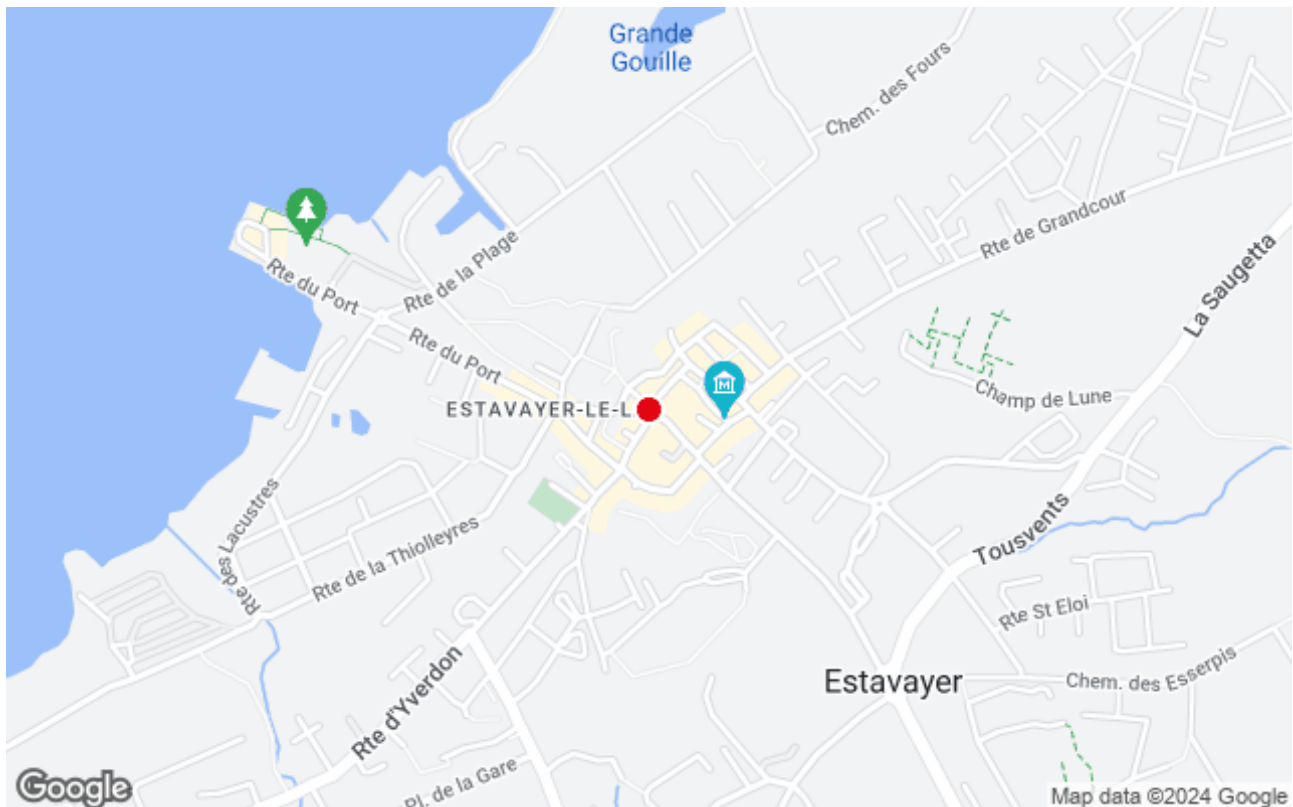 Grande
Gouille
Chem. des Fours
Rte de Grandcour
La Saugetta
Rte de la Plage
Rte du Port
Rte du Port
ESTAVAYER-LE-L
M
Champ de Lune
Rte des Lacustres
Rte de la Thiolleyres
Tousvents
Rte St Eloi
Estavayer
Chem. des Esserpis
Rte d'Yverdon
Pl. de la Gare
Google
Map data ©2024 Google